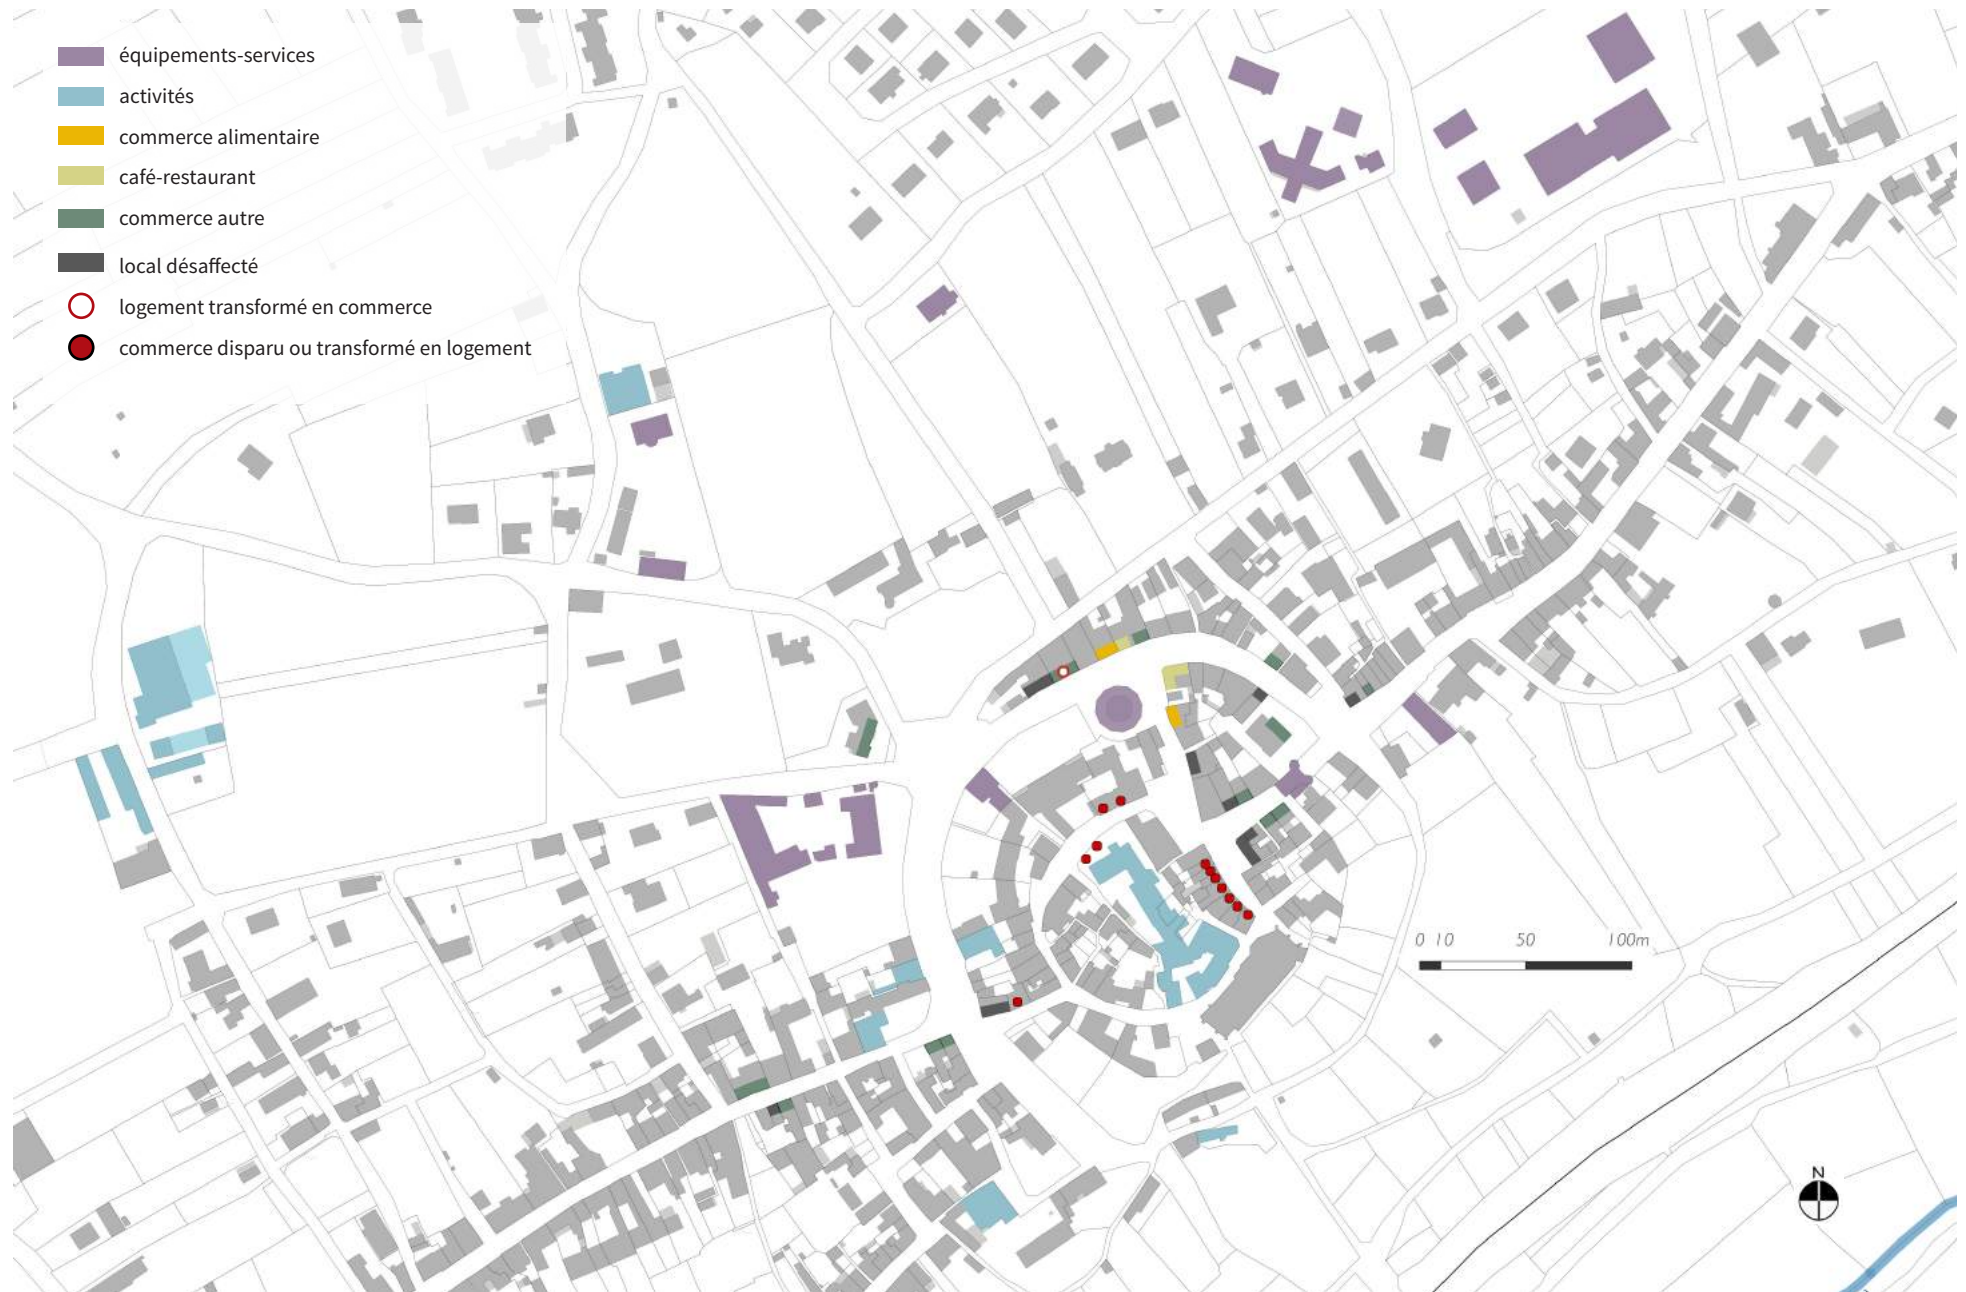 équipements-services
activités
commerce alimentaire
café-restaurant
commerce autre
local désaffecté
logement transformé en commerce
commerce disparu ou transformé en logement
0 10 50 100m
N